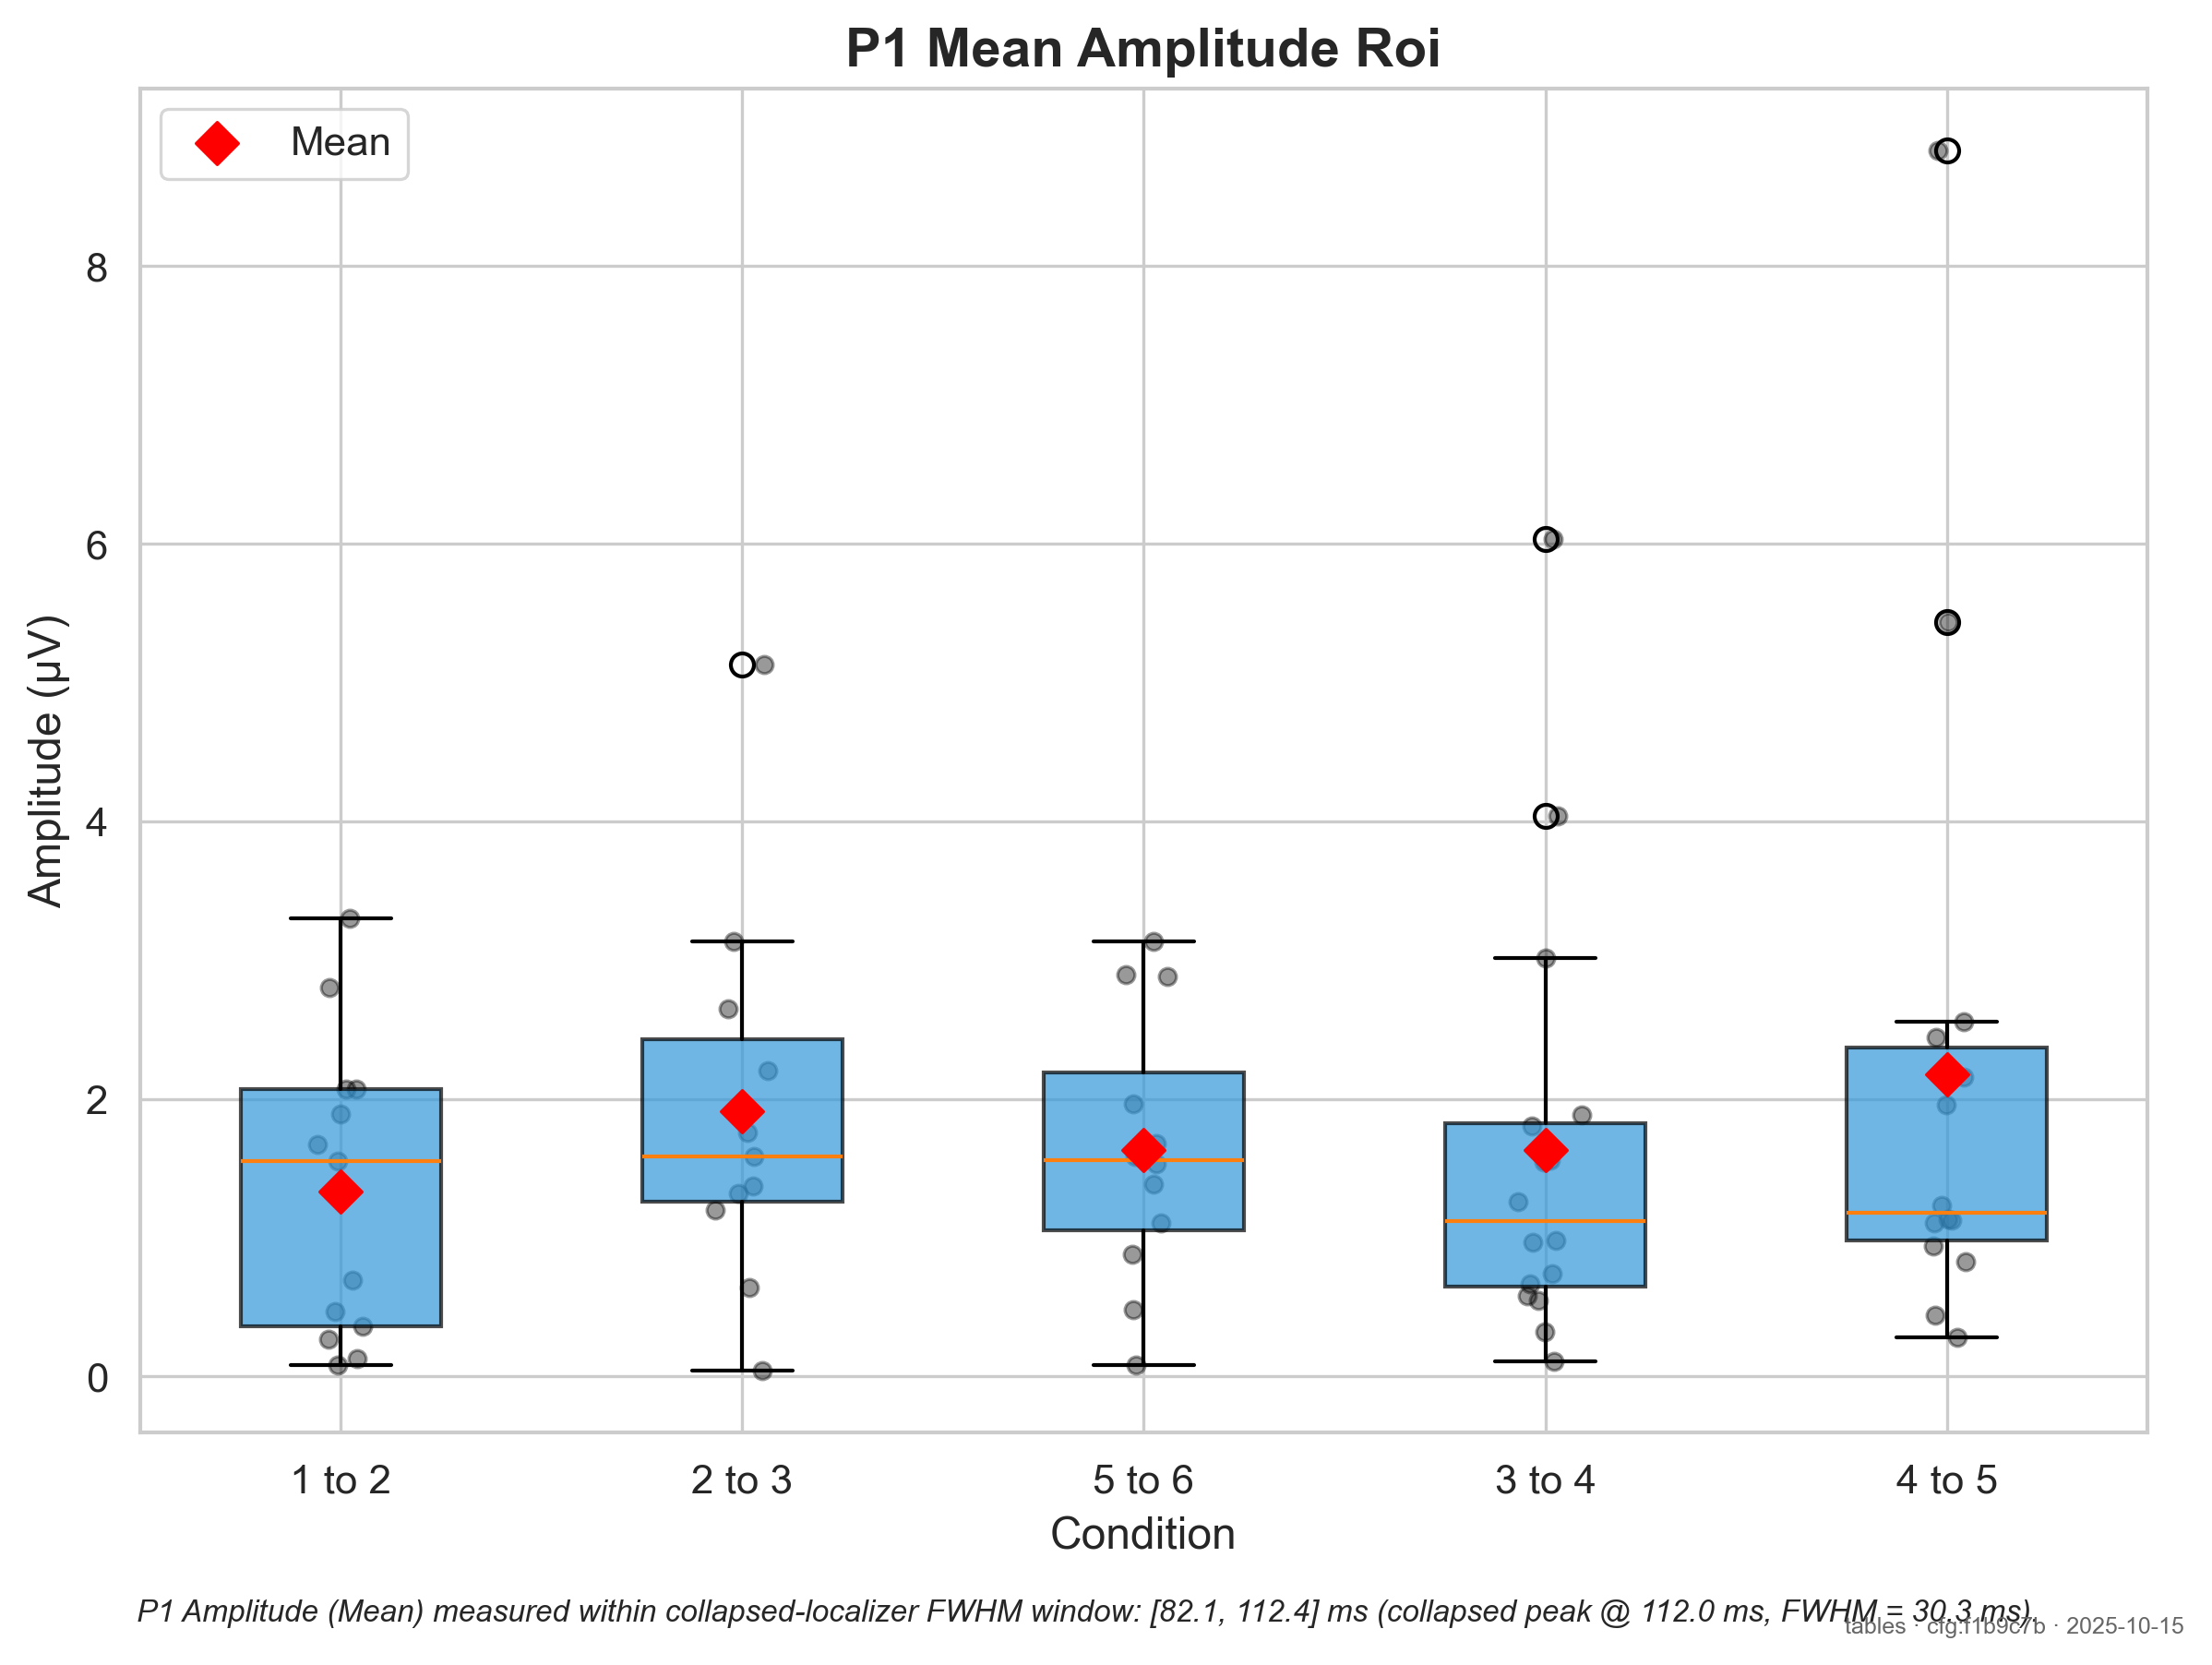 P1 Mean Amplitude Roi
Mean
Amplitude (µV)
8
6
4
2
0
1 to 2
2 to 3
5 to 6
3 to 4
4 to 5
Condition
P1 Amplitude (Mean) measured within collapsed-localizer FWHM window: [82.1, 112.4] ms (collapsed peak @ 112.0 ms, FWHM = 30.3 ms).
tables · cfg:f1b9c7b · 2025-10-15